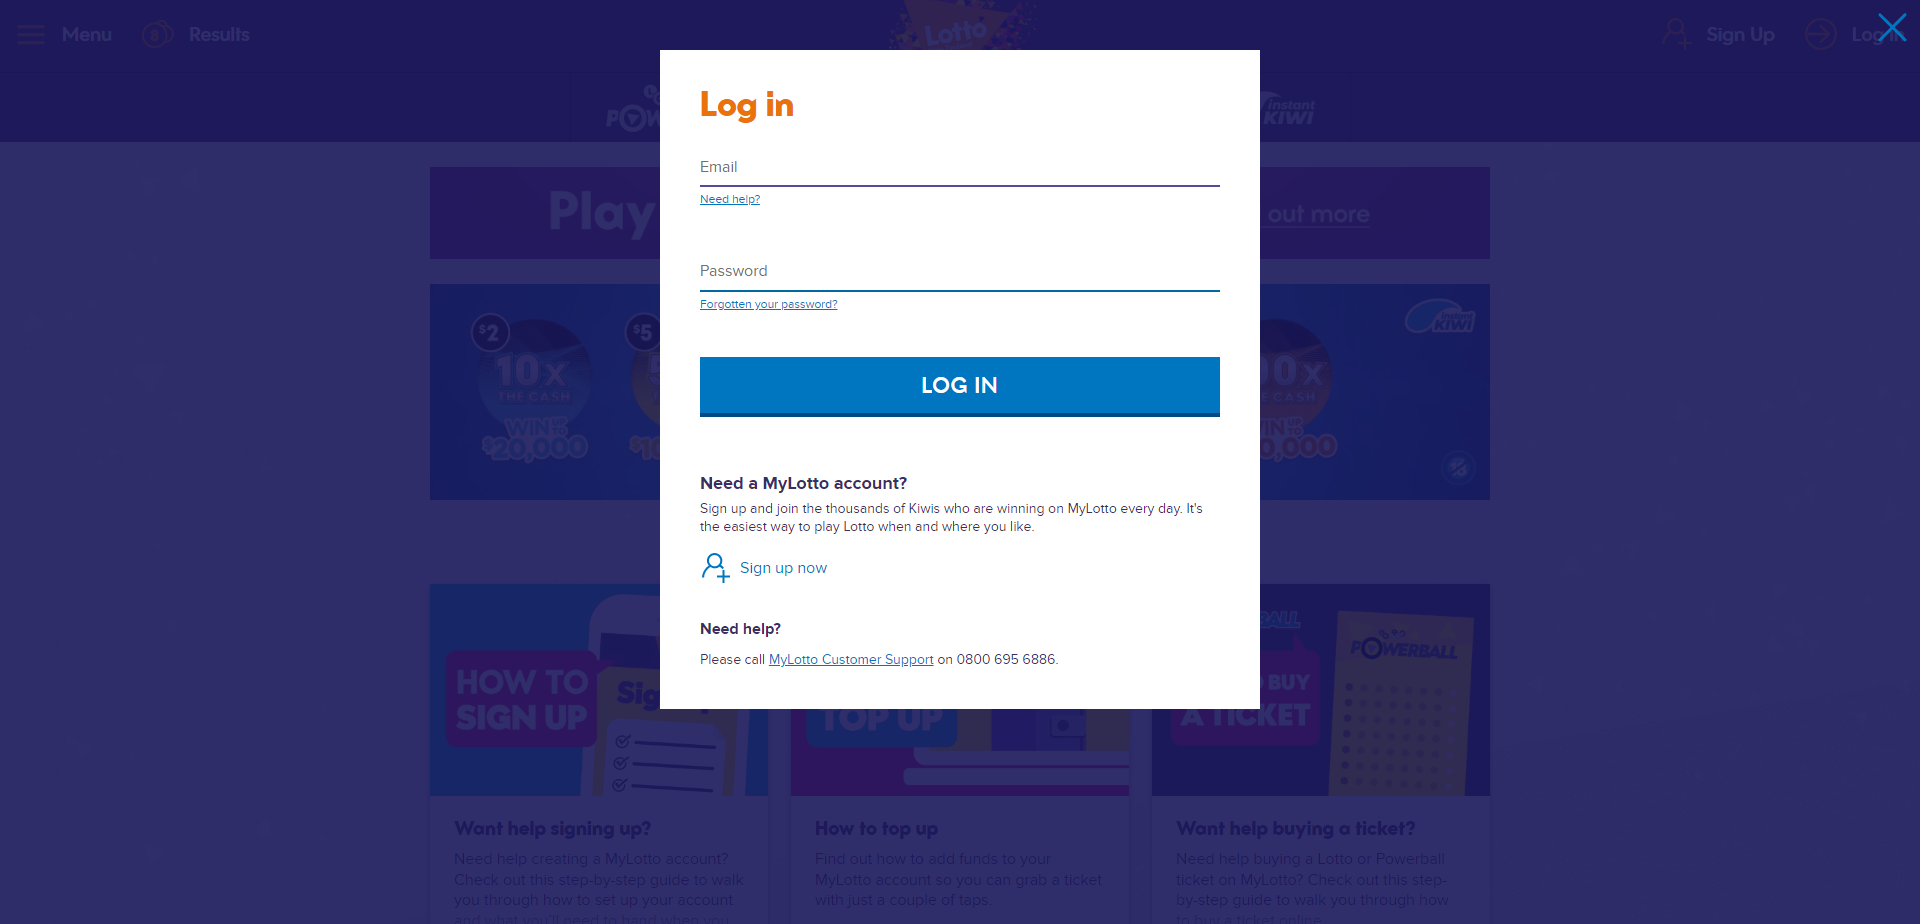 Menu
Results
Lotto
Sign Up
Log in
instant
KIWI
Log in
Email
Need help?
Play
out more
Password
Forgotten your password?
$2
$5
10x
THE CASH
WIN UP TO
$20,000
KIWI
LOG IN
Need a MyLotto account?
Sign up and join the thousands of Kiwis who are winning on MyLotto every day. It's
the easiest way to play Lotto when and where you like.
Sign up now
Need help?
Please call MyLotto Customer Support on 0800 695 6886.
HOW TO
SIGN UP
TOP UP
BUY
A TICKET
POWERBALL
Want help signing up?
Need help creating a MyLotto account?
Check out this step-by-step guide to walk
you through how to set up your account
and what you'll need to hand when you
How to top up
Find out how to add funds to your
MyLotto account so you can grab a ticket
with just a couple of taps.
Want help buying a ticket?
Need help buying a Lotto or Powerball
ticket on MyLotto? Check out this step-
by-step guide to walk you through how
to buy a ticket online.